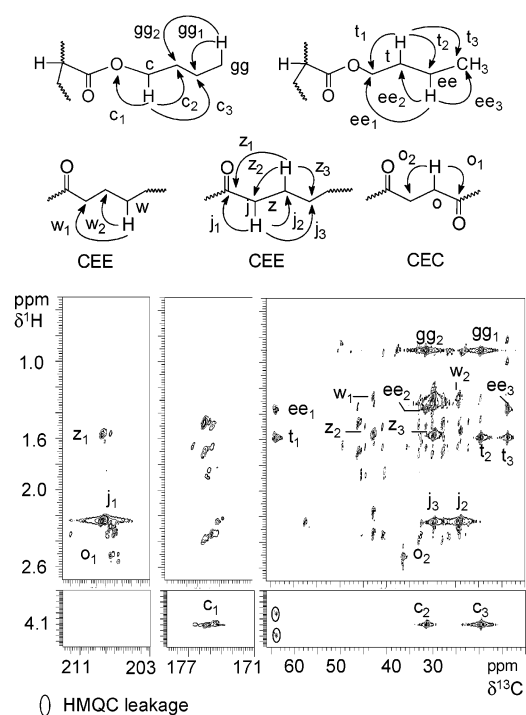 gg₂ gg₁ H
O c gg
O H
c₁ c₂ c₃
t₁ H t₂ t₃
O t ee CH₃
O ee₂ H ee₃
ee₁
O
w₁ w₂ w
H
CEE
z₁
O z₂ H z₃
j z
j₁ H j₂ j₃
CEE
o₂ H o₁
O o
O
CEC
ppm
δ¹H
1.0
1.6
2.0
2.6
4.1
gg₂ gg₁
w₁ w₂
ee₁ ee₂ ee₃
z₁ z₂ z₃
t₁ t₂ t₃
j₁ j₃ j₂
o₁ o₂
c₁ c₂ c₃
211 203 177 171 60 50 40 30 20 ppm
δ¹³C
HMQC leakage